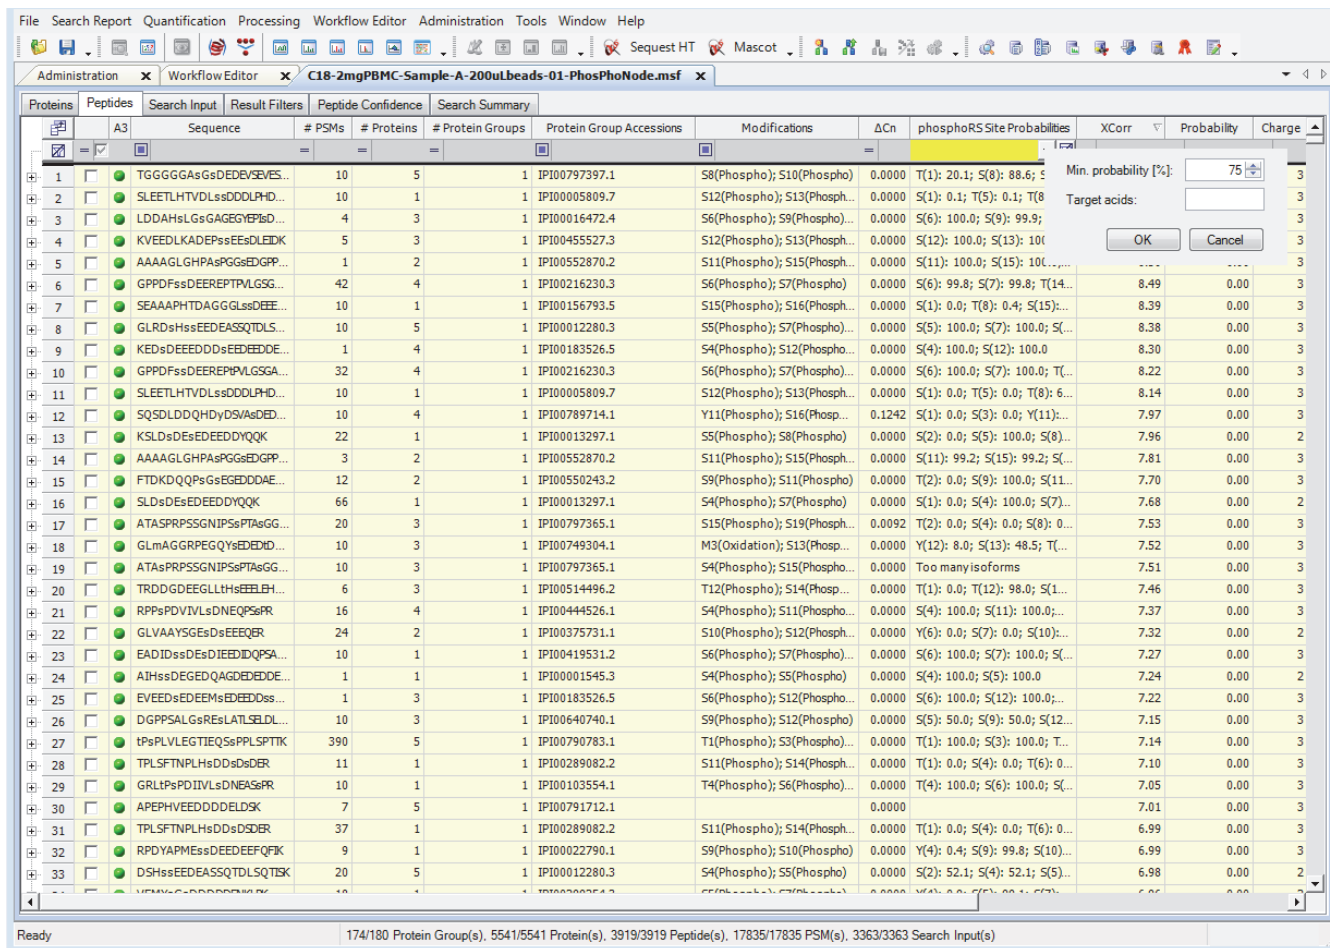 File Search Report Quantification Processing Workflow Editor Administration Tools Window Help
Sequest HT Mascot
Administration x Workflow Editor x C18-2mgPBMC-Sample-A-200uLbeads-01-PhosPhoNode.msf x
Proteins Peptides Search Input Result Filters Peptide Confidence Search Summary
A3 Sequence # PSMs # Proteins # Protein Groups Protein Group Accessions Modifications ΔCn phosphoRS Site Probabilities XCorr Probability Charge
= = = = =
Min. probability [%]: 75
Target acids:
OK Cancel
1 TGGGGGAsGsDEDEVSEVES... 10 5 1 IPI00797397.1 S8(Phospho); S10(Phospho) 0.0000 T(1): 20.1; S(8): 88.6; S 3
2 SLEETLHTVDLssDDDLPHD... 10 1 1 IPI00005809.7 S12(Phospho); S13(Phosph... 0.0000 S(1): 0.1; T(5): 0.1; T(8 3
3 LDDAHsLGsGAGEGYEPIsD... 4 3 1 IPI00016472.4 S6(Phospho); S9(Phospho)... 0.0000 S(6): 100.0; S(9): 99.9; 3
4 KVEEDLKADEPssEEsDLEIDK 5 3 1 IPI00455527.3 S12(Phospho); S13(Phosph... 0.0000 S(12): 100.0; S(13): 100 3
5 AAAAGLGHPAsPGGsEDGPP... 1 2 1 IPI00552870.2 S11(Phospho); S15(Phosph... 0.0000 S(11): 100.0; S(15): 3
6 GPPDFssDEEREPTPVLGSG... 42 4 1 IPI00216230.3 S6(Phospho); S7(Phospho) 0.0000 S(6): 99.8; S(7): 99.8; T(14... 8.49 0.00 3
7 SEAAAPHTDAGGGLssDEEE... 10 1 1 IPI00156793.5 S15(Phospho); S16(Phosph... 0.0000 S(1): 0.0; T(8): 0.4; S(15):... 8.39 0.00 3
8 GLRDsHssEEDEASSQTDLS... 10 5 1 IPI00012280.3 S5(Phospho); S7(Phospho)... 0.0000 S(5): 100.0; S(7): 100.0; S(... 8.38 0.00 3
9 KEDsDEEEDDDsEEDEEDDE... 1 4 1 IPI00183526.5 S4(Phospho); S12(Phospho... 0.0000 S(4): 100.0; S(12): 100.0 8.30 0.00 3
10 GPPDFssDEEREPtPVLGSGA... 32 4 1 IPI00216230.3 S6(Phospho); S7(Phospho)... 0.0000 S(6): 100.0; S(7): 100.0; T(... 8.22 0.00 3
11 SLEETLHTVDLssDDDLPHD... 10 1 1 IPI00005809.7 S12(Phospho); S13(Phosph... 0.0000 S(1): 0.0; T(5): 0.0; T(8): 6... 8.14 0.00 3
12 SQSDLDDQHDyDSVAsDED... 10 4 1 IPI00789714.1 Y11(Phospho); S16(Phosp... 0.1242 S(1): 0.0; S(3): 0.0; Y(11):... 7.97 0.00 3
13 KSLDsDEsEDEEDDYQQK 22 1 1 IPI00013297.1 S5(Phospho); S8(Phospho) 0.0000 S(2): 0.0; S(5): 100.0; S(8)... 7.96 0.00 2
14 AAAAGLGHPAsPGGsEDGPP... 3 2 1 IPI00552870.2 S11(Phospho); S15(Phosph... 0.0000 S(11): 99.2; S(15): 99.2; S(... 7.81 0.00 3
15 FTDKDQQPsGsEGEDDDAE... 12 2 1 IPI00550243.2 S9(Phospho); S11(Phospho)... 0.0000 T(2): 0.0; S(9): 100.0; S(11... 7.70 0.00 3
16 SLDsDEsEDEEDDYQQK 66 1 1 IPI00013297.1 S4(Phospho); S7(Phospho) 0.0000 S(1): 0.0; S(4): 100.0; S(7)... 7.68 0.00 2
17 ATASPRPSSGNIPSsPTAsGG... 20 3 1 IPI00797365.1 S15(Phospho); S19(Phosph... 0.0092 T(2): 0.0; S(4): 0.0; S(8): 0... 7.53 0.00 3
18 GLmAGGRPEGQYsEDEDtD... 10 3 1 IPI00749304.1 M3(Oxidation); S13(Phosp... 0.0000 Y(12): 8.0; S(13): 48.5; T(... 7.52 0.00 3
19 ATAsPRPSSGNIPSsPTAsGG... 10 3 1 IPI00797365.1 S4(Phospho); S15(Phospho... 0.0000 Too many isoforms 7.51 0.00 3
20 TRDDGDEEGLLtHsEEELEH... 6 3 1 IPI00514496.2 T12(Phospho); S14(Phosp... 0.0000 T(1): 0.0; T(12): 98.0; S(1... 7.46 0.00 3
21 RPPsPDVIVLsDNEQPSsPR 16 4 1 IPI00444526.1 S4(Phospho); S11(Phospho... 0.0000 S(4): 100.0; S(11): 100.0;... 7.37 0.00 3
22 GLVAAYSGEsDsEEEQER 24 2 1 IPI00375731.1 S10(Phospho); S12(Phosph... 0.0000 Y(6): 0.0; S(7): 0.0; S(10):... 7.32 0.00 2
23 EADIDssDEsDIEEDIDQPSA... 10 1 1 IPI00419531.2 S6(Phospho); S7(Phospho)... 0.0000 S(6): 100.0; S(7): 100.0; S(... 7.27 0.00 3
24 AIHssDEGEDQAGDEDEDDE... 1 1 1 IPI00001545.3 S4(Phospho); S5(Phospho) 0.0000 S(4): 100.0; S(5): 100.0 7.24 0.00 2
25 EVEEDsEDEEMsEDEEDDss... 1 3 1 IPI00183526.5 S6(Phospho); S12(Phospho... 0.0000 S(6): 100.0; S(12): 100.0;... 7.22 0.00 3
26 DGPPSALGsREsLATLSELDL... 10 3 1 IPI00640740.1 S9(Phospho); S12(Phospho) 0.0000 S(5): 50.0; S(9): 50.0; S(12... 7.15 0.00 3
27 tPsPLVLEGTIEQSsPPLSPTTK 390 5 1 IPI00790783.1 T1(Phospho); S3(Phospho)... 0.0000 T(1): 100.0; S(3): 100.0; T... 7.14 0.00 3
28 TPLSFTNPLHsDDsDsDER 11 1 1 IPI00289082.2 S11(Phospho); S14(Phosph... 0.0000 T(1): 0.0; S(4): 0.0; T(6): 0... 7.10 0.00 3
29 GRLtPsPDIIVLsDNEASsPR 10 1 1 IPI00103554.1 T4(Phospho); S6(Phospho)... 0.0000 T(4): 100.0; S(6): 100.0; S(... 7.05 0.00 3
30 APEPHVEEDDDDELDSK 7 5 1 IPI00791712.1 0.0000 7.01 0.00 3
31 TPLSFTNPLHsDDsDSDER 37 1 1 IPI00289082.2 S11(Phospho); S14(Phosph... 0.0000 T(1): 0.0; S(4): 0.0; T(6): 0... 6.99 0.00 3
32 RPDYAPMEssDEEDEEFQFIK 9 1 1 IPI00022790.1 S9(Phospho); S10(Phospho) 0.0000 Y(4): 0.4; S(9): 99.8; S(10)... 6.99 0.00 3
33 DSHssEEDEASSQTDLSQTISK 20 5 1 IPI00012280.3 S4(Phospho); S5(Phospho) 0.0000 S(2): 52.1; S(4): 52.1; S(5)... 6.98 0.00 2
Ready 174/180 Protein Group(s), 5541/5541 Protein(s), 3919/3919 Peptide(s), 17835/17835 PSM(s), 3363/3363 Search Input(s)